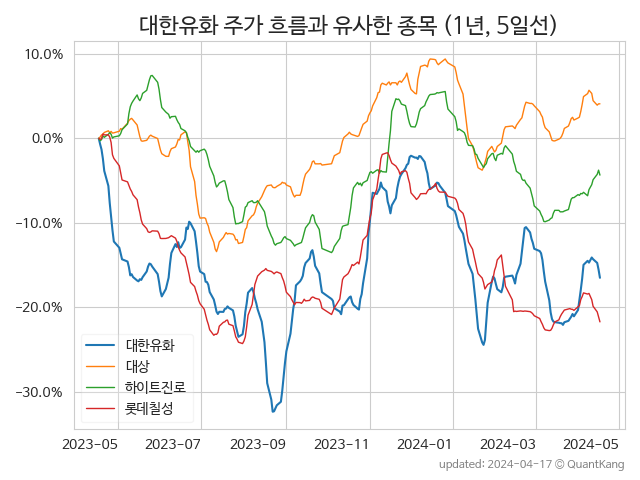 대한유화 주가 흐름과 유사한 종목 (1년, 5일선)
10.0%
0.0%
−10.0%
−20.0%
−30.0%
대한유화
대상
하이트진로
롯데칠성
2023-05 2023-07 2023-09 2023-11 2024-01 2024-03 2024-05
updated: 2024-04-17 © QuantKang